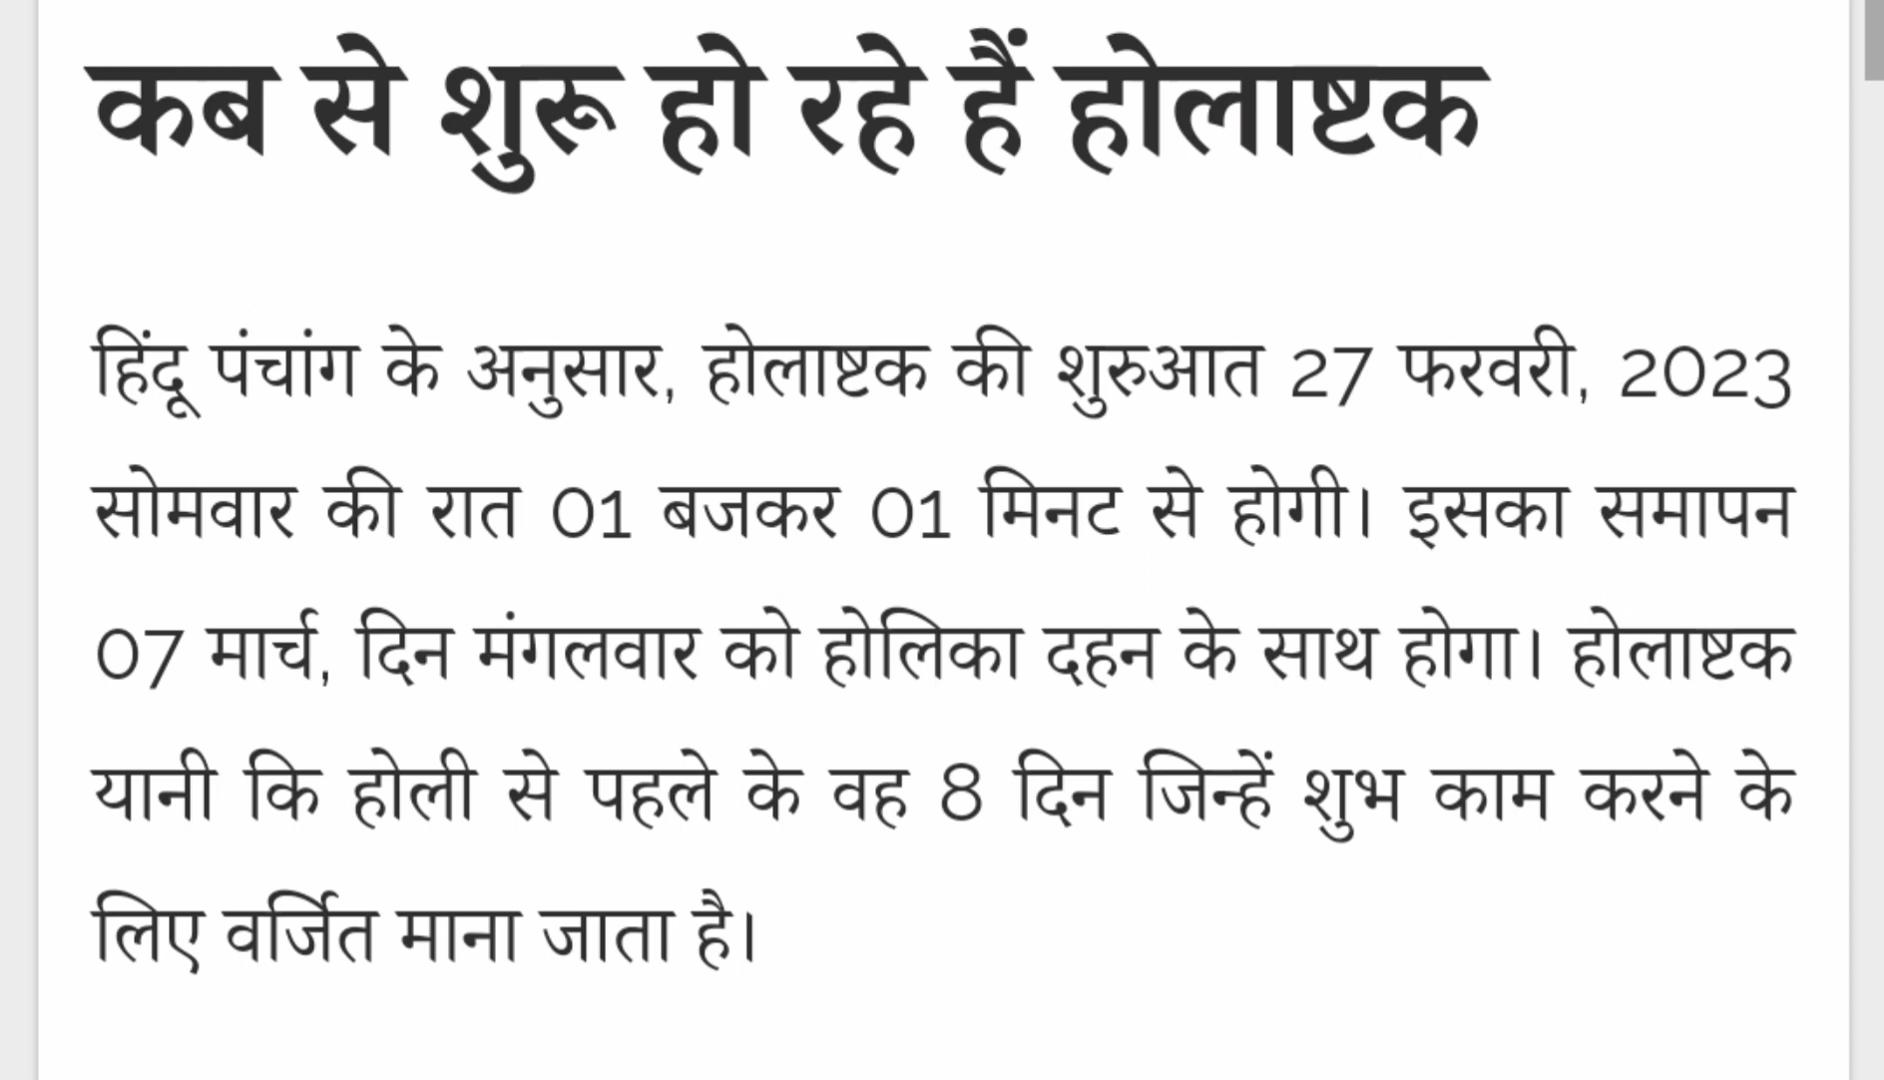 कब से शुरू हो रहे हैं होलाष्टक
हिंदू पंचांग के अनुसार, होलाष्टक की शुरुआत 27 फरवरी, 2023
सोमवार की रात 01 बजकर 01 मिनट से होगी। इसका समापन
07 मार्च, दिन मंगलवार को होलिका दहन के साथ होगा। होलाष्टक
यानी कि होली से पहले के वह 8 दिन जिन्हें शुभ काम करने के
लिए वर्जित माना जाता है।